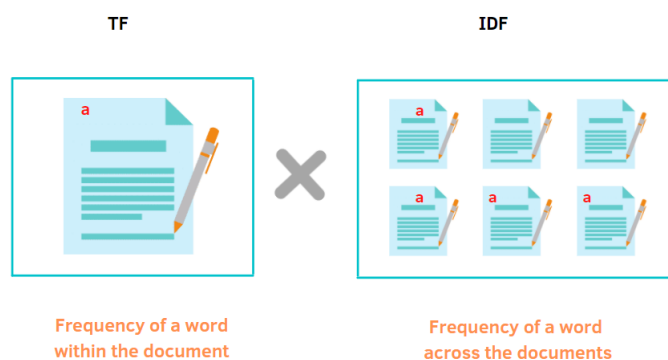 TF
IDF
a
a
a
a
a
Frequency of a word
within the document
Frequency of a word
across the documents